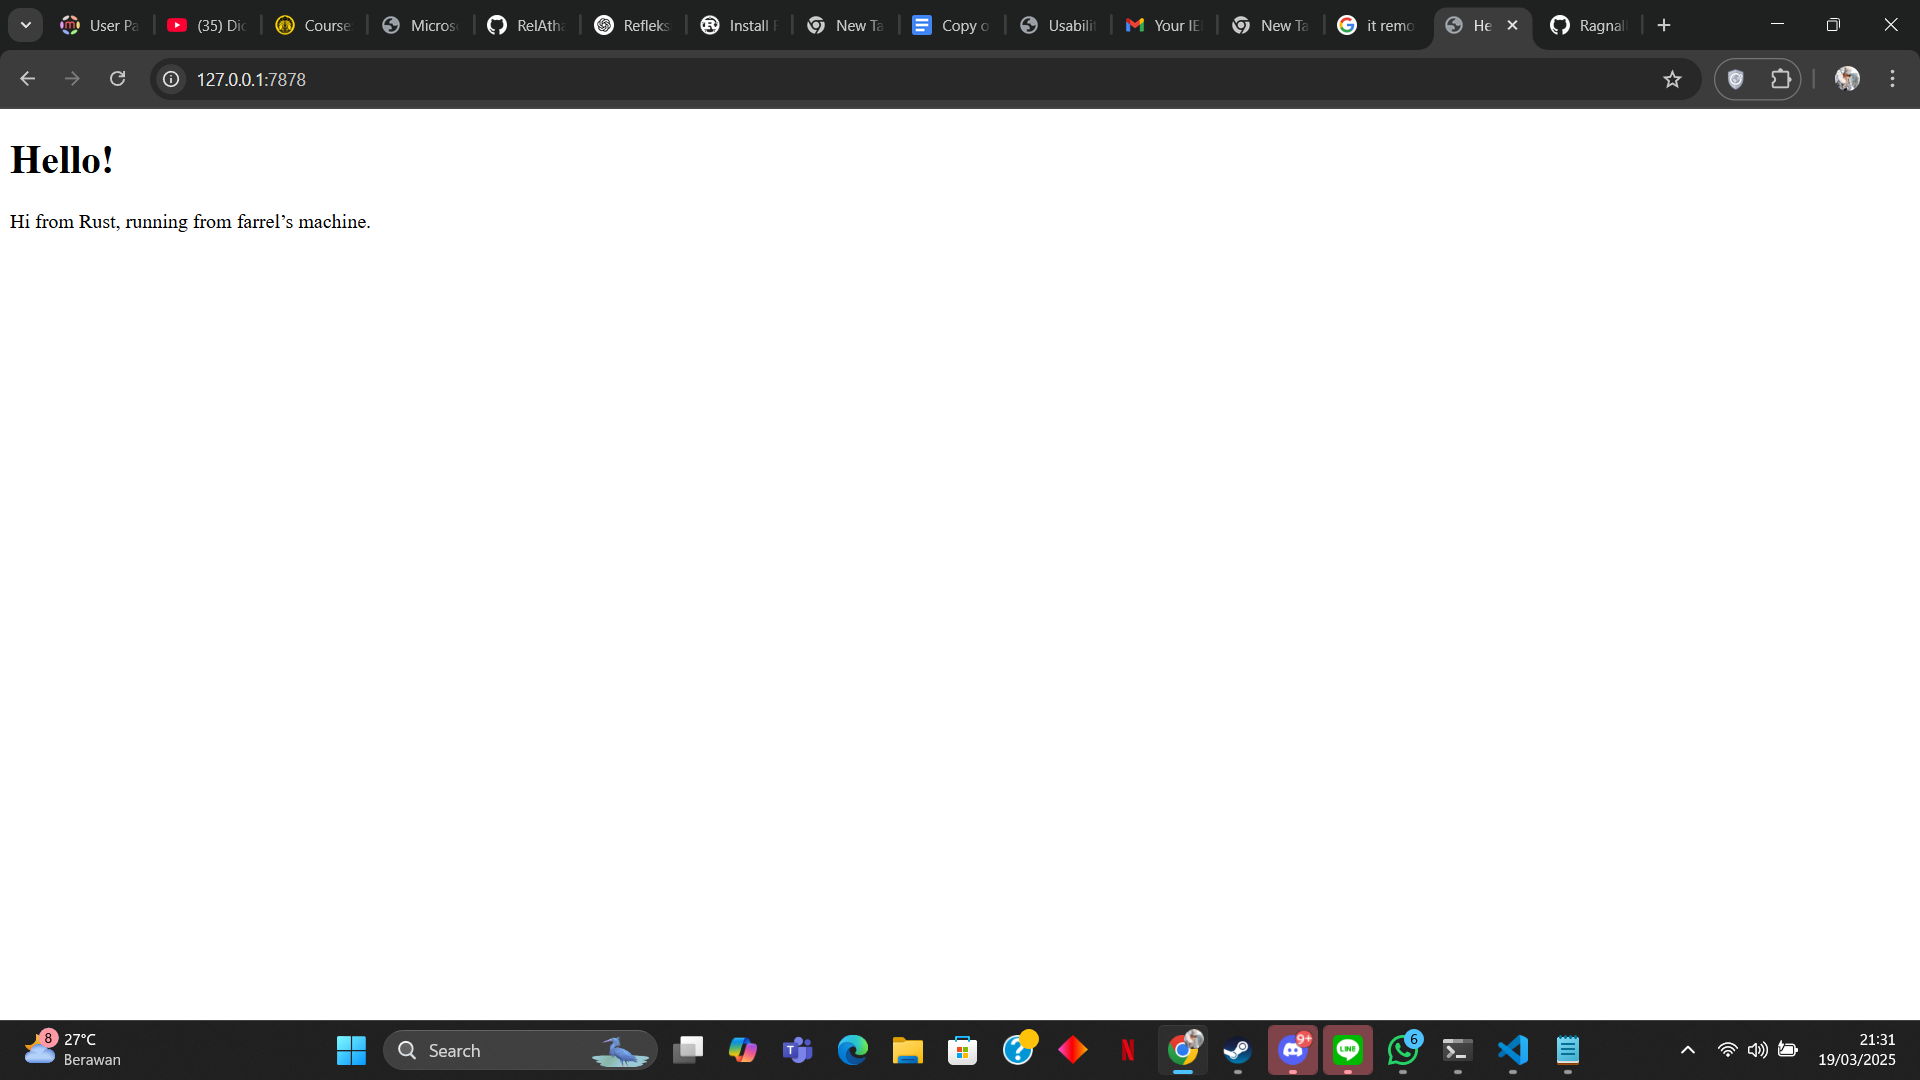 User Pa
(35) Dic
Course
Micros
RelAtha
Refleks
Install R
New Ta
Copy o
Usabilit
Your IE
New Ta
it remo
He
Ragnall
127.0.0.1:7878
Hello!
Hi from Rust, running from farrel’s machine.
8
27°C
Berawan
Search
9+
LINE
6
21:31
19/03/2025